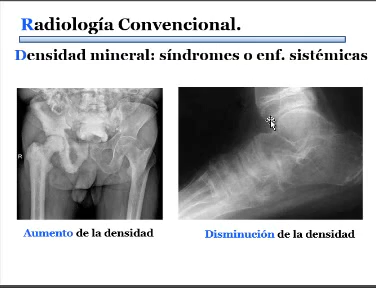 Radiología Convencional.
Densidad mineral: síndromes o enf. sistémicas
R
Aumento de la densidad
Disminución de la densidad